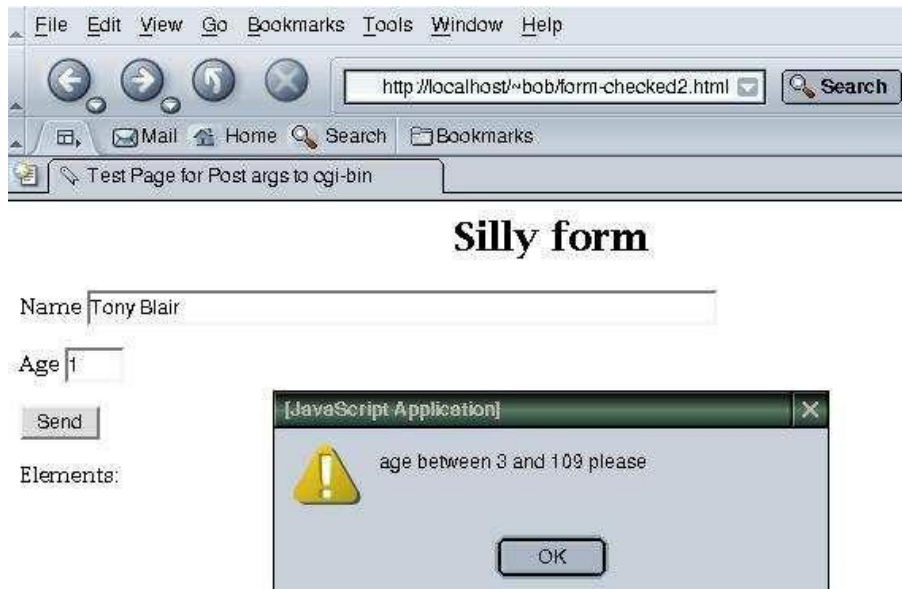 File Edit View Go Bookmarks Tools Window Help
http://localhost/~bob/form-checked2.html Search
Mail Home Search Bookmarks
Test Page for Post args to cgi-bin
Silly form
Name Tony Blair
Age 1
Send
Elements:
[JavaScript Application]
age between 3 and 109 please
OK